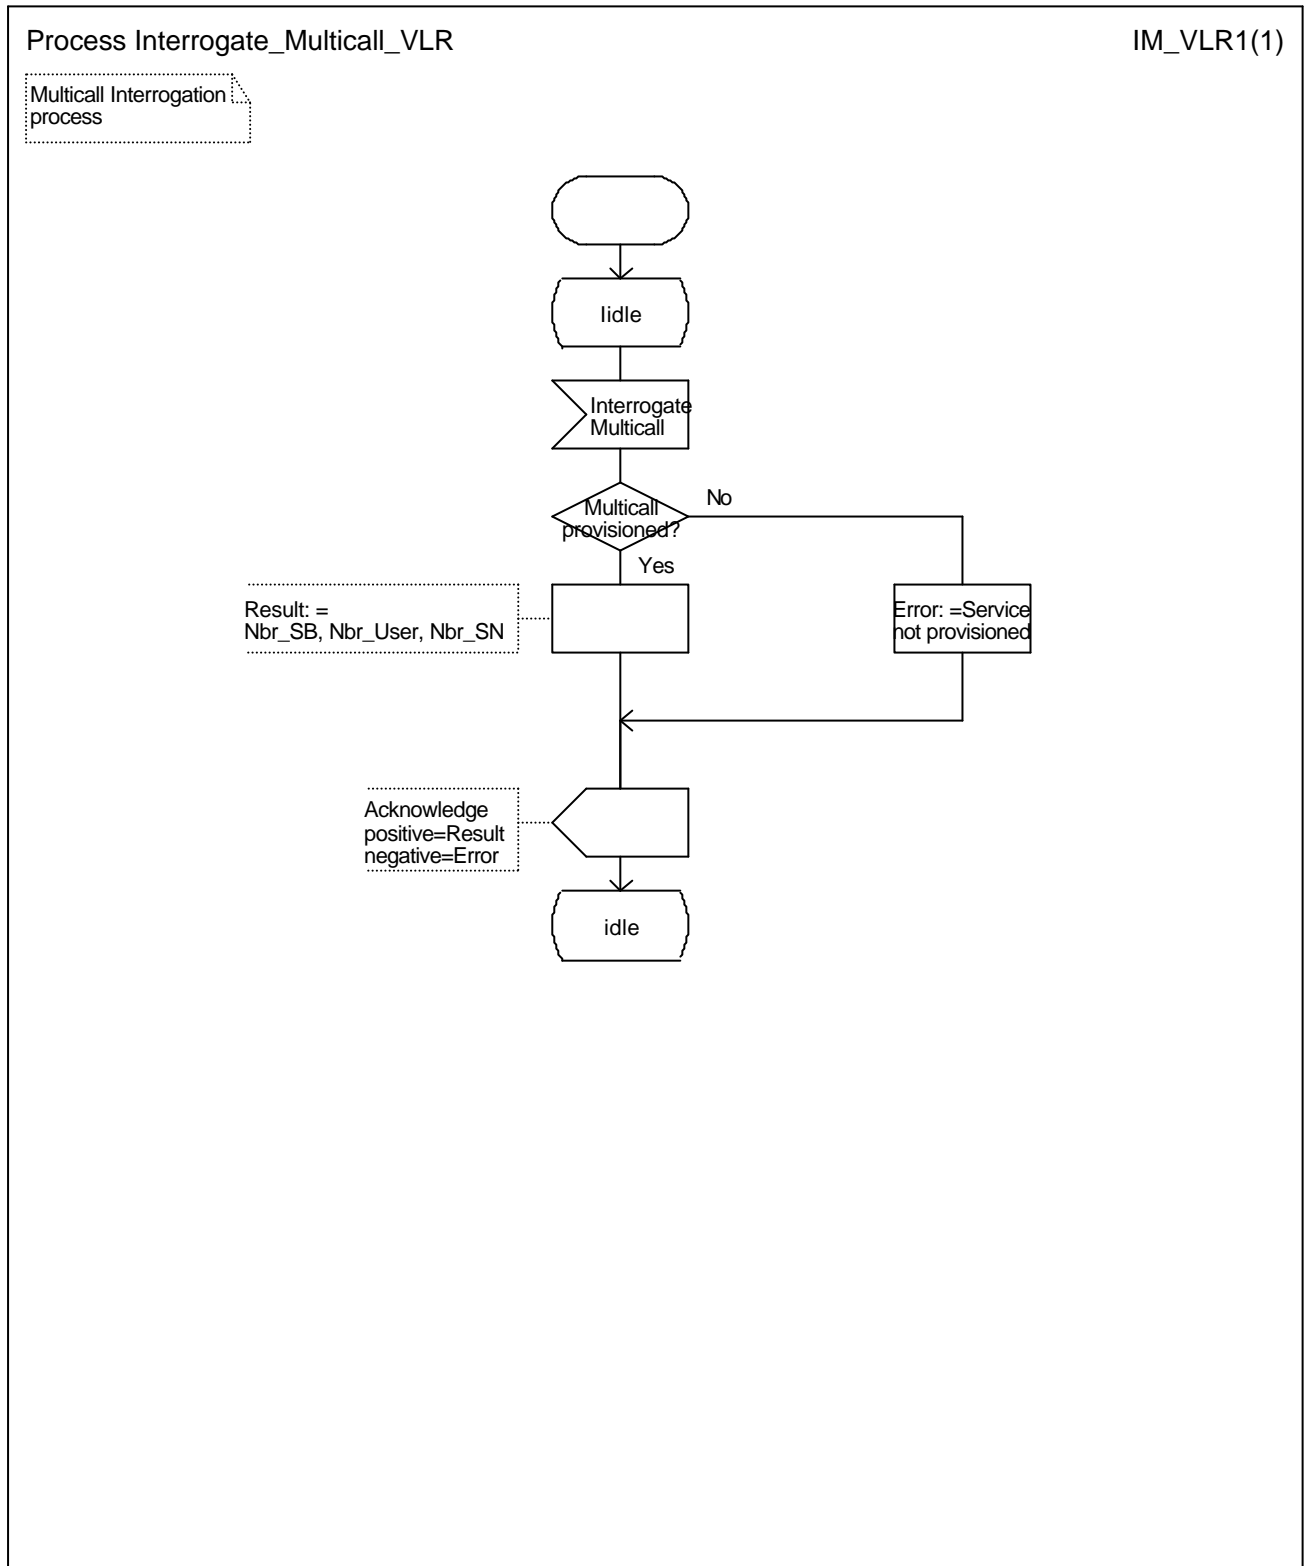 Process Interrogate_Multicall_VLR
IM_VLR1(1)
Multicall Interrogation
process
Iidle
Interrogate
Multicall
Multicall
provisioned?
No
Yes
Result: =
Nbr_SB, Nbr_User, Nbr_SN
Error: =Service
not provisioned
Acknowledge
positive=Result
negative=Error
idle